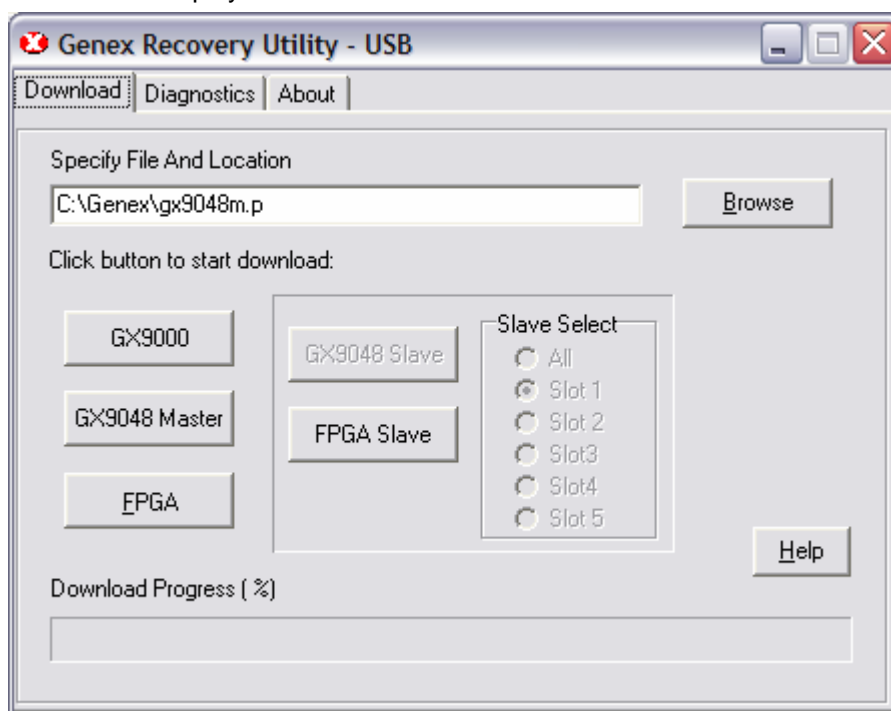 Genex Recovery Utility - USB
Download Diagnostics About
Specify File And Location
C:\Genex\gx9048m.p
Browse
Click button to start download:
GX9000
GX9048 Master
FPGA
GX9048 Slave
FPGA Slave
Slave Select
All
Slot 1
Slot 2
Slot3
Slot4
Slot 5
Help
Download Progress ( %)